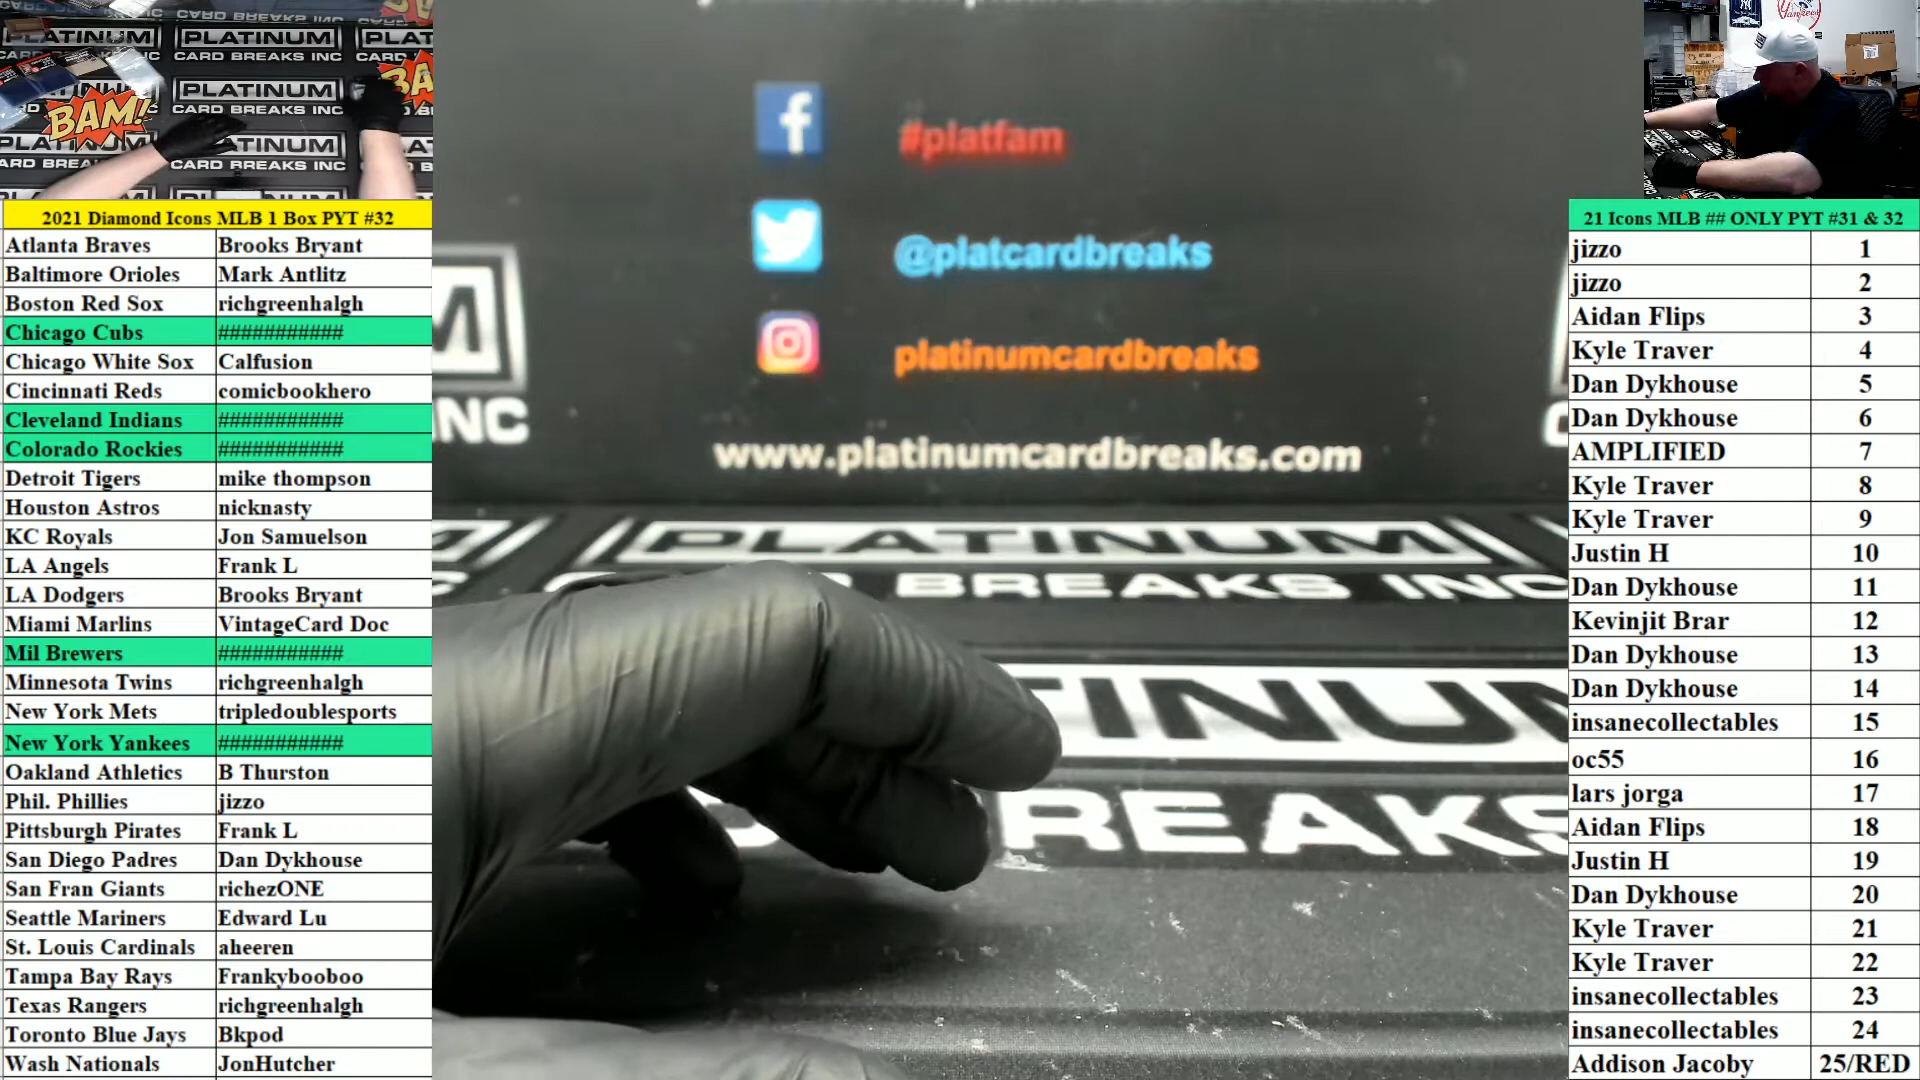 PLATINUM
CARD BREAKS INC
BAM!
2021 Diamond Icons MLB 1 Box PYT #32
Atlanta Braves Brooks Bryant
Baltimore Orioles Mark Antlitz
Boston Red Sox richgreenhalgh
Chicago Cubs ###########
Chicago White Sox Calfusion
Cincinnati Reds comicbookhero
Cleveland Indians ###########
Colorado Rockies ###########
Detroit Tigers mike thompson
Houston Astros nicknasty
KC Royals Jon Samuelson
LA Angels Frank L
LA Dodgers Brooks Bryant
Miami Marlins VintageCard Doc
Mil Brewers ###########
Minnesota Twins richgreenhalgh
New York Mets tripledoublesports
New York Yankees ###########
Oakland Athletics B Thurston
Phil. Phillies jizzo
Pittsburgh Pirates Frank L
San Diego Padres Dan Dykhouse
San Fran Giants richezONE
Seattle Mariners Edward Lu
St. Louis Cardinals aheeren
Tampa Bay Rays Frankybooboo
Texas Rangers richgreenhalgh
Toronto Blue Jays Bkpod
Wash Nationals JonHutcher
#platfam
@platcardbreaks
platinumcardbreaks
www.platinumcardbreaks.com
INC
PLATINUM
CARD BREAKS INC
TINUM
BREAKS
Yankees
21 Icons MLB ## ONLY PYT #31 & 32
jizzo 1
jizzo 2
Aidan Flips 3
Kyle Traver 4
Dan Dykhouse 5
Dan Dykhouse 6
AMPLIFIED 7
Kyle Traver 8
Kyle Traver 9
Justin H 10
Dan Dykhouse 11
Kevinjit Brar 12
Dan Dykhouse 13
Dan Dykhouse 14
insanecollectables 15
oc55 16
lars jorga 17
Aidan Flips 18
Justin H 19
Dan Dykhouse 20
Kyle Traver 21
Kyle Traver 22
insanecollectables 23
insanecollectables 24
Addison Jacoby 25/RED